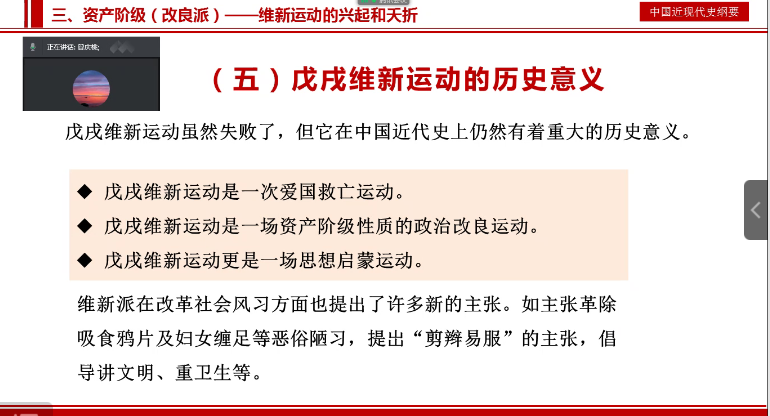 三、资产阶级（改良派）——维新运动的兴起和夭折
中国近现代史纲要
正在讲话:
（五）戊戌维新运动的历史意义
戊戌维新运动虽然失败了，但它在中国近代史上仍然有着重大的历史意义。
◆ 戊戌维新运动是一次爱国救亡运动。
◆ 戊戌维新运动是一场资产阶级性质的政治改良运动。
◆ 戊戌维新运动更是一场思想启蒙运动。
维新派在改革社会风习方面也提出了许多新的主张。如主张革除
吸食鸦片及妇女缠足等恶俗陋习，提出“剪辫易服”的主张，倡
导讲文明、重卫生等。